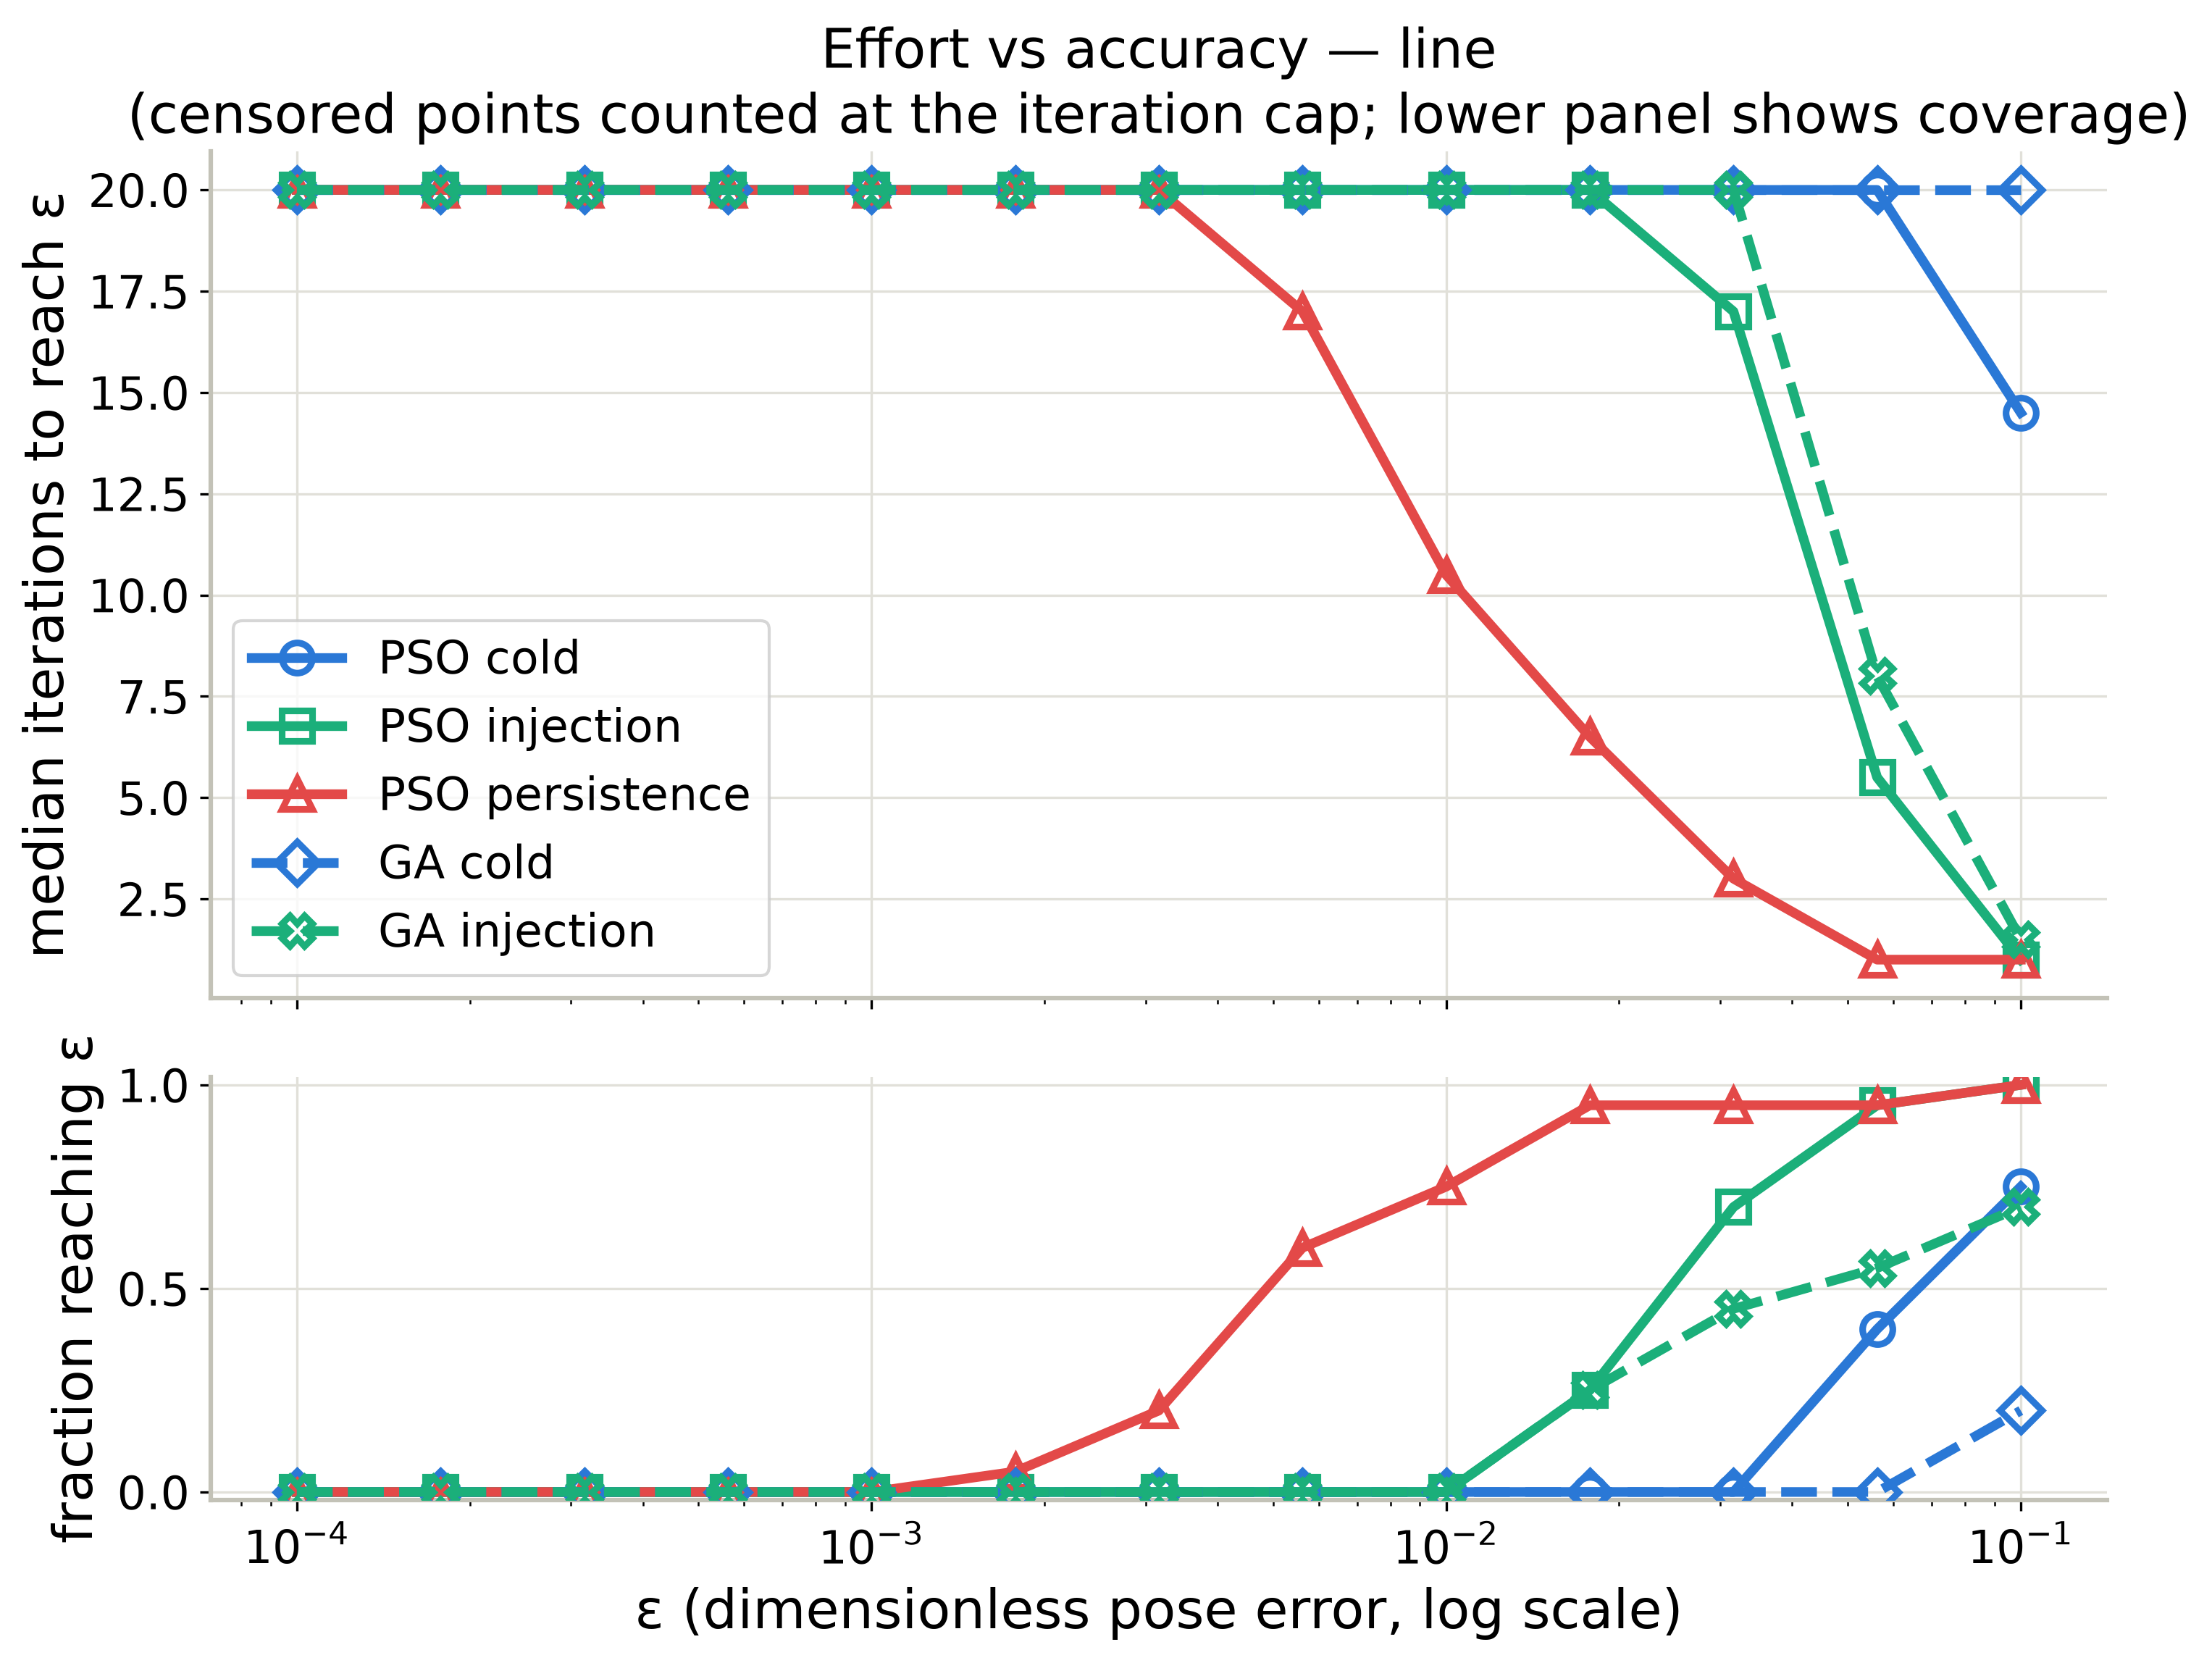 Effort vs accuracy — line
(censored points counted at the iteration cap; lower panel shows coverage)
median iterations to reach ε
20.0
17.5
15.0
12.5
10.0
7.5
5.0
2.5
PSO cold
PSO injection
PSO persistence
GA cold
GA injection
fraction reaching ε
1.0
0.5
0.0
10⁻⁴ 10⁻³ 10⁻² 10⁻¹
ε (dimensionless pose error, log scale)